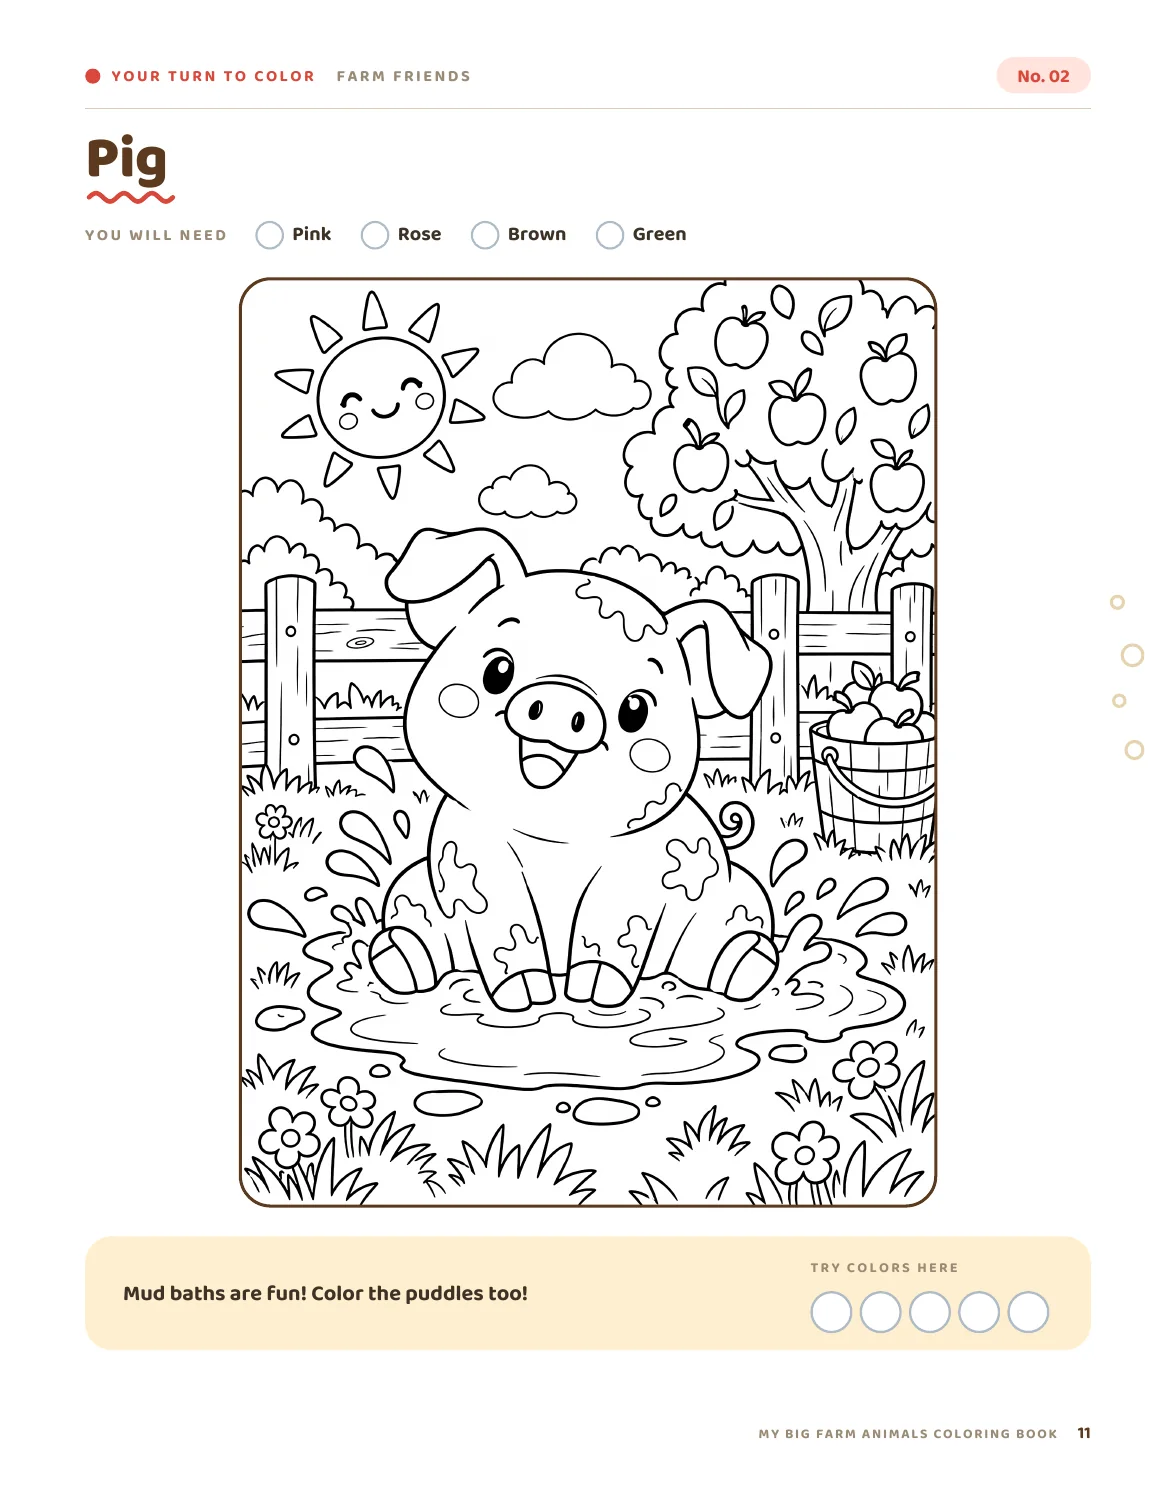 YOUR TURN TO COLOR FARM FRIENDS No. 02
Pig
YOU WILL NEED Pink Rose Brown Green
Mud baths are fun! Color the puddles too!
TRY COLORS HERE
MY BIG FARM ANIMALS COLORING BOOK 11